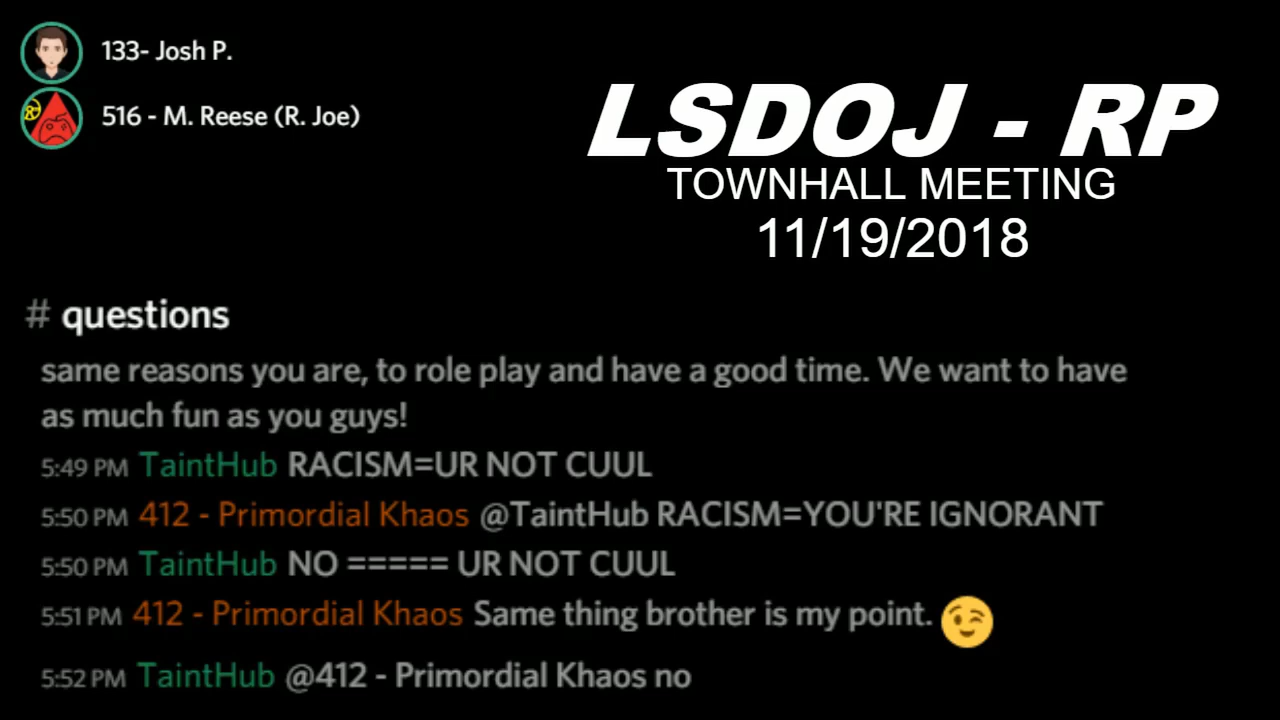 133- Josh P.
516 - M. Reese (R. Joe)
LSDOJ - RP
TOWNHALL MEETING
11/19/2018
# questions
same reasons you are, to role play and have a good time. We want to have
as much fun as you guys!
5:49 PM TaintHub RACISM=UR NOT CUUL
5:50 PM 412 - Primordial Khaos @TaintHub RACISM=YOU'RE IGNORANT
5:50 PM TaintHub NO ===== UR NOT CUUL
5:51 PM 412 - Primordial Khaos Same thing brother is my point. 😉
5:52 PM TaintHub @412 - Primordial Khaos no